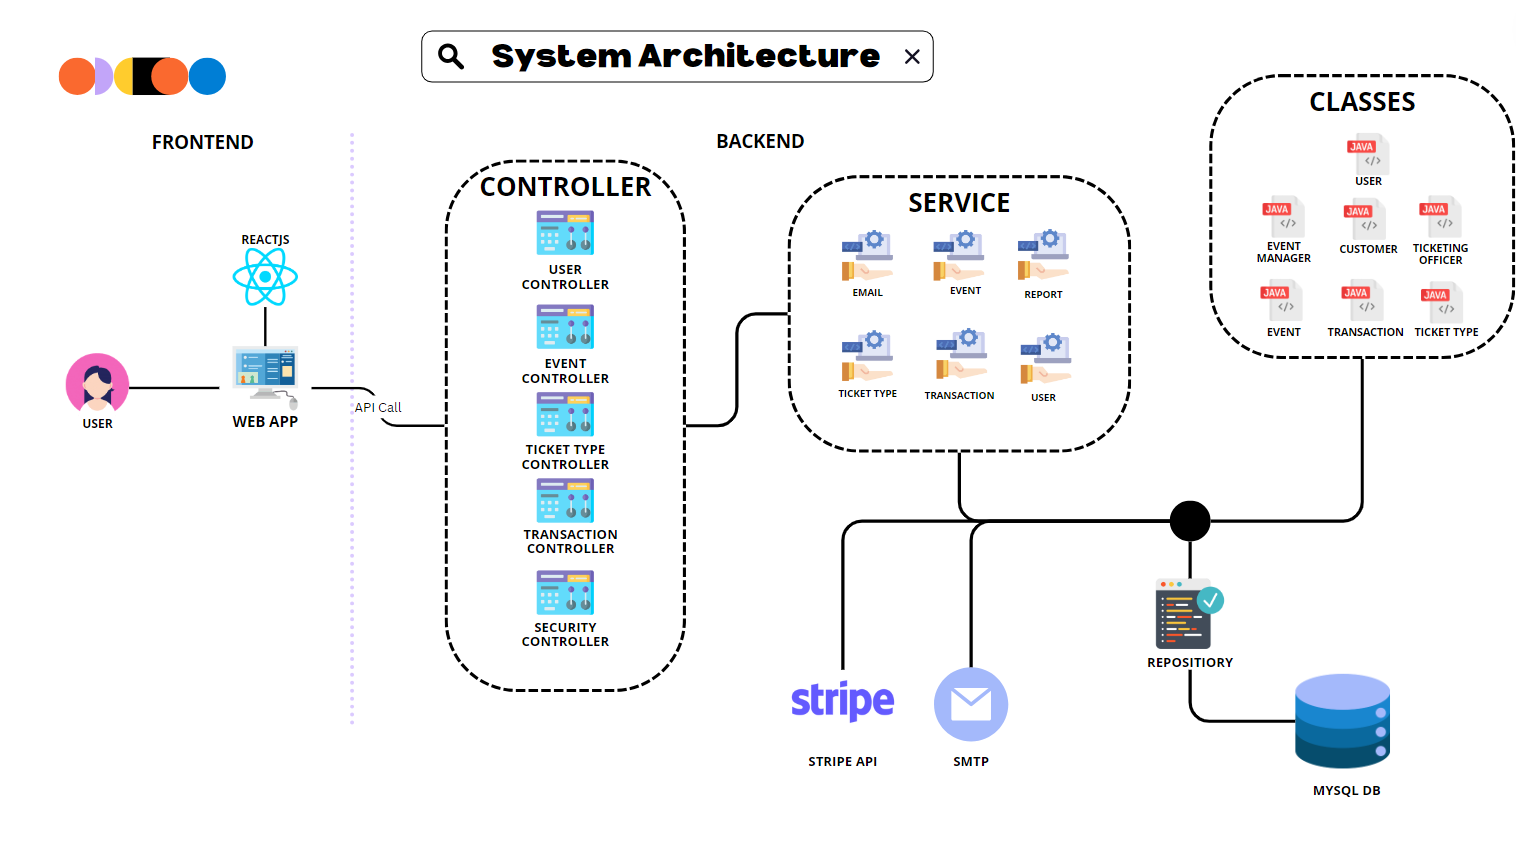 System Architecture
FRONTEND
BACKEND
REACTJS
USER
WEB APP
API Call
CONTROLLER
USER
CONTROLLER
EVENT
CONTROLLER
TICKET TYPE
CONTROLLER
TRANSACTION
CONTROLLER
SECURITY
CONTROLLER
SERVICE
EMAIL
EVENT
REPORT
TICKET TYPE
TRANSACTION
USER
CLASSES
JAVA
USER
JAVA
EVENT
MANAGER
JAVA
CUSTOMER
JAVA
TICKETING
OFFICER
JAVA
EVENT
JAVA
TRANSACTION
JAVA
TICKET TYPE
stripe
STRIPE API
SMTP
REPOSITIORY
MYSQL DB